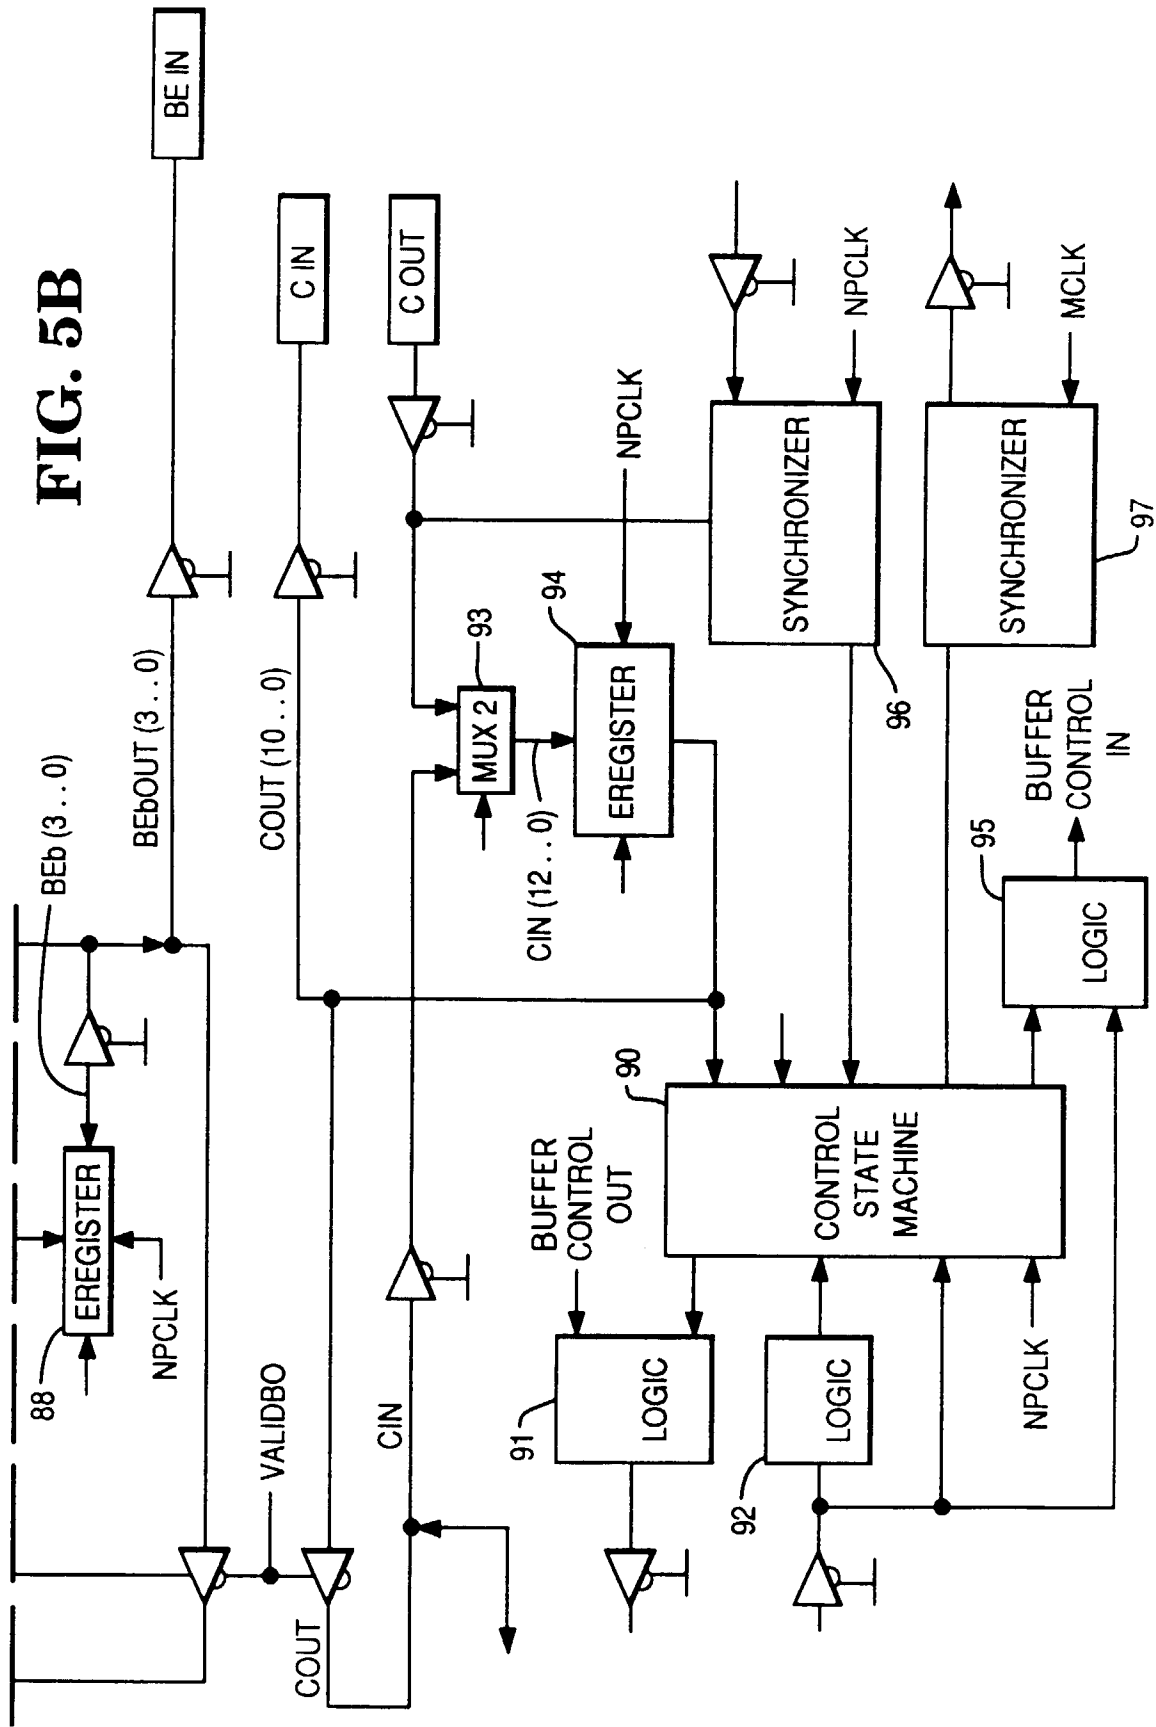 FIG. 5B
BE IN
C IN
C OUT
BEb (3 . . 0)
BEbOUT (3 . . 0)
COUT (10 . . 0)
EREGISTER
88
NPCLK
VALIDBO
COUT
CIN
MUX 2
93
CIN (12 . . 0)
EREGISTER
94
NPCLK
BUFFER
CONTROL
OUT
LOGIC
91
LOGIC
92
NPCLK
CONTROL
STATE
MACHINE
90
SYNCHRONIZER
96
NPCLK
SYNCHRONIZER
97
MCLK
LOGIC
95
BUFFER
CONTROL
IN